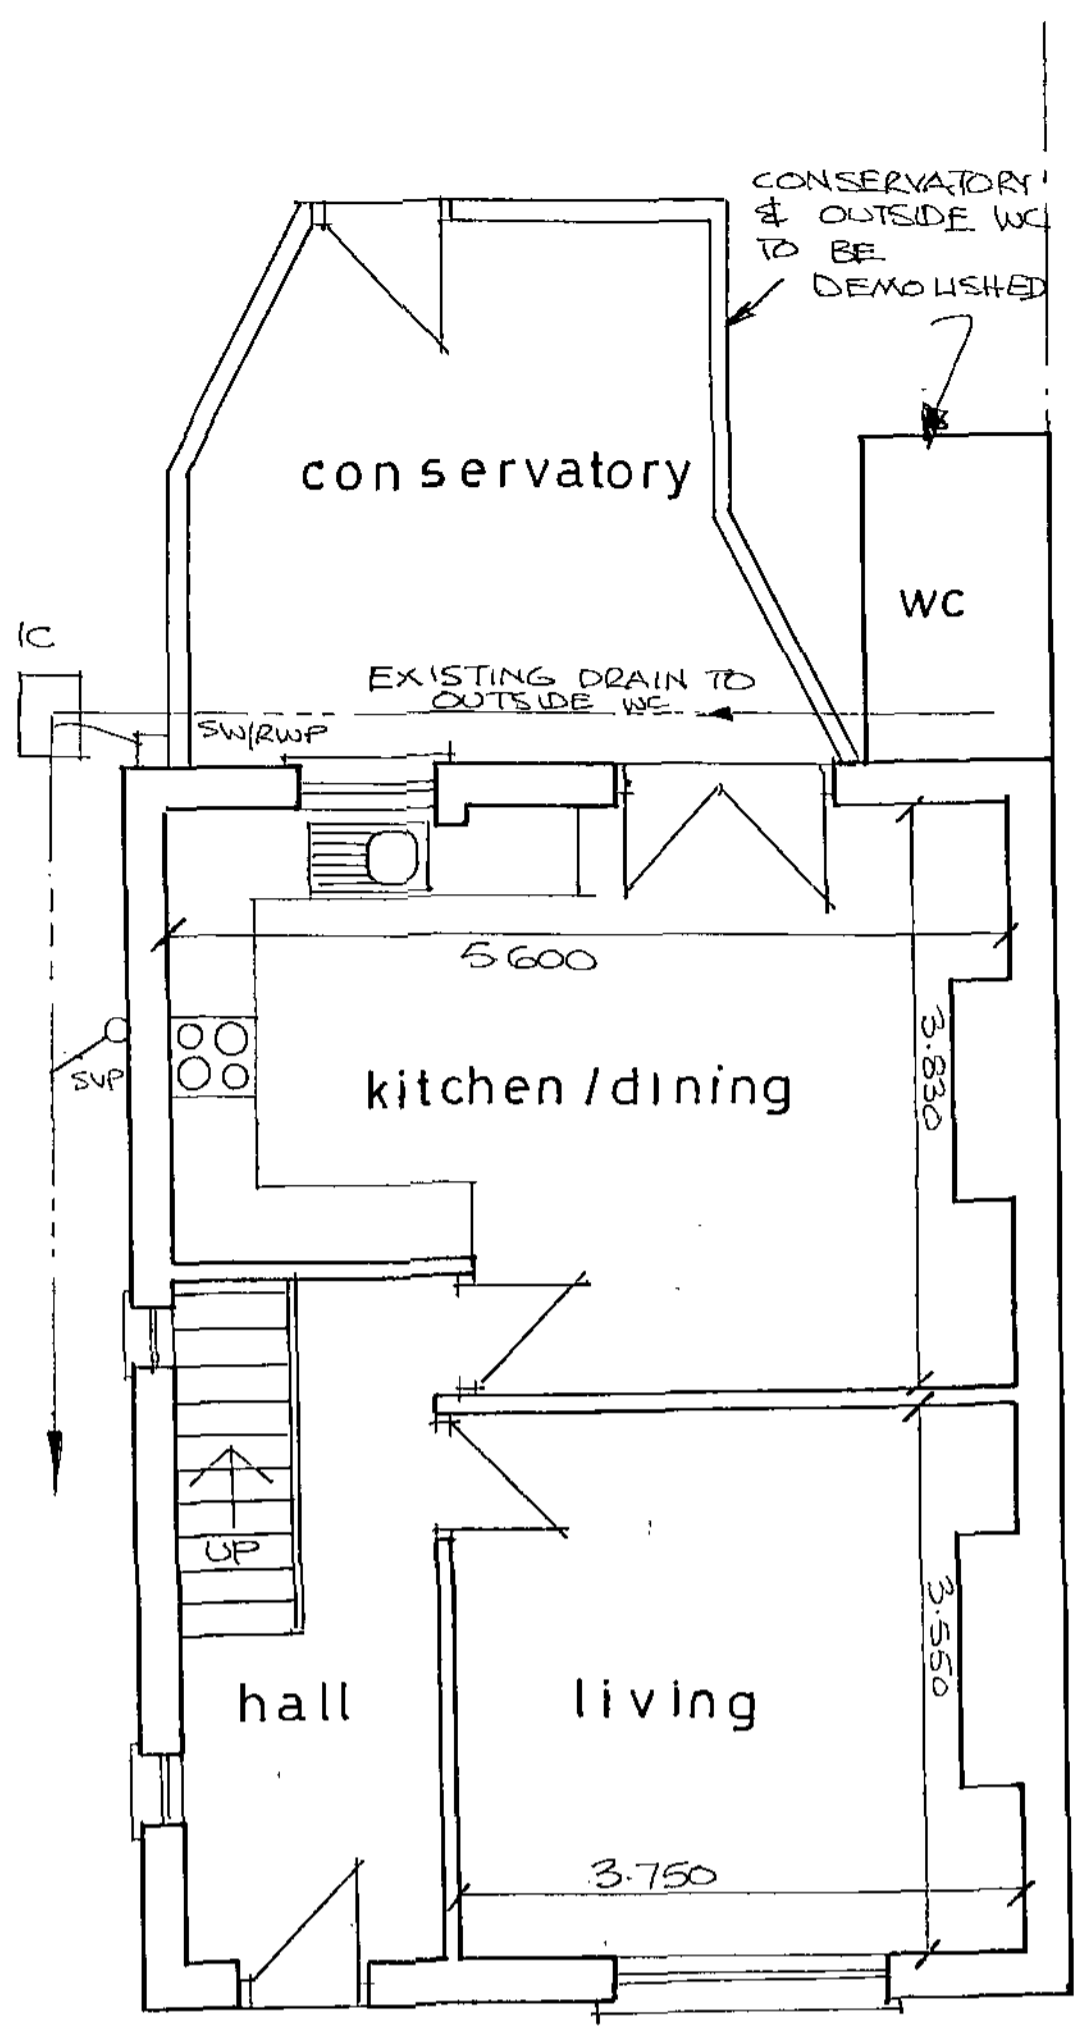 CONSERVATORY
& OUTSIDE WC
TO BE
DEMOLISHED
conservatory
wc
IC
EXISTING DRAIN TO
OUTSIDE WC
SW/RWP
5600
3.830
SVP
kitchen/dining
UP
3.550
hall
living
3.750